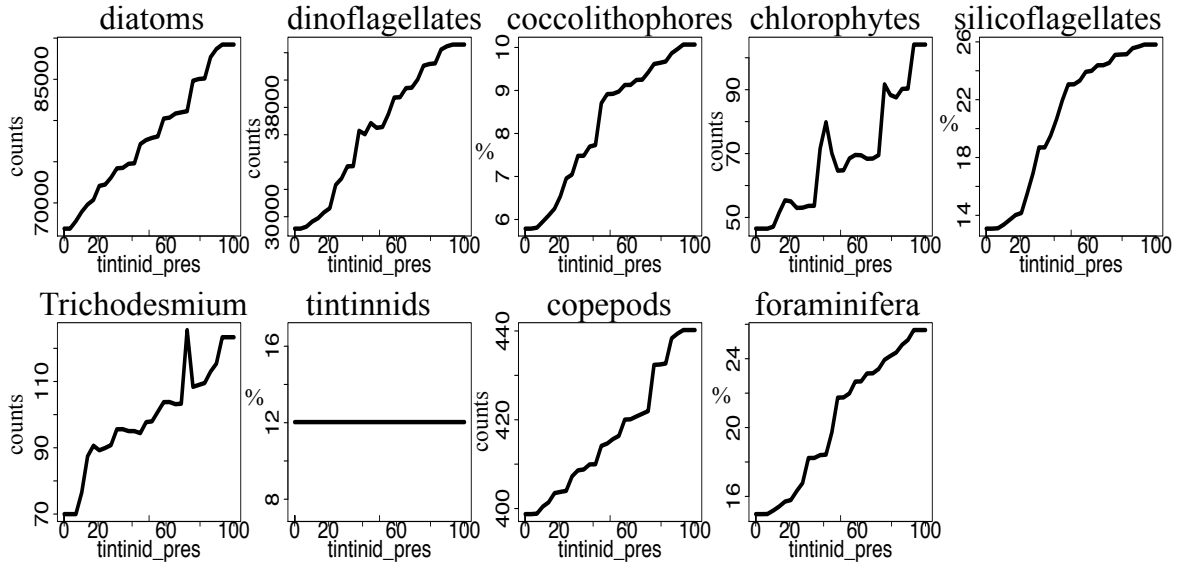 diatoms
dinoflagellates
coccolithophores
chlorophytes
silicoflagellates
counts
70000
85000
0 20 60 100
tintinid_pres
counts
30000
38000
0 20 60 100
tintinid_pres
%
6
7
8
9
10
0 20 60 100
tintinid_pres
counts
50
70
90
0 20 60 100
tintinid_pres
%
14
18
22
26
0 20 60 100
tintinid_pres
Trichodesmium
tintinnids
copepods
foraminifera
counts
70
90
110
0 20 60 100
tintinid_pres
%
8
12
16
0 20 60 100
tintinid_pres
counts
400
420
440
0 20 60 100
tintinid_pres
%
16
20
24
0 20 60 100
tintinid_pres